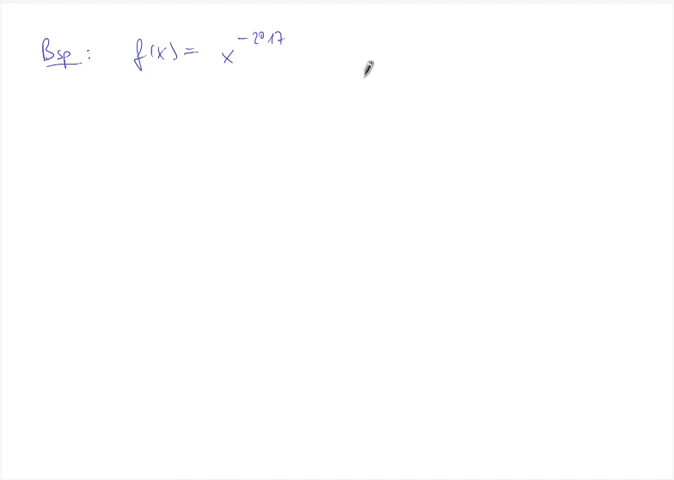 Bsp: f(x) = x^{-2017}